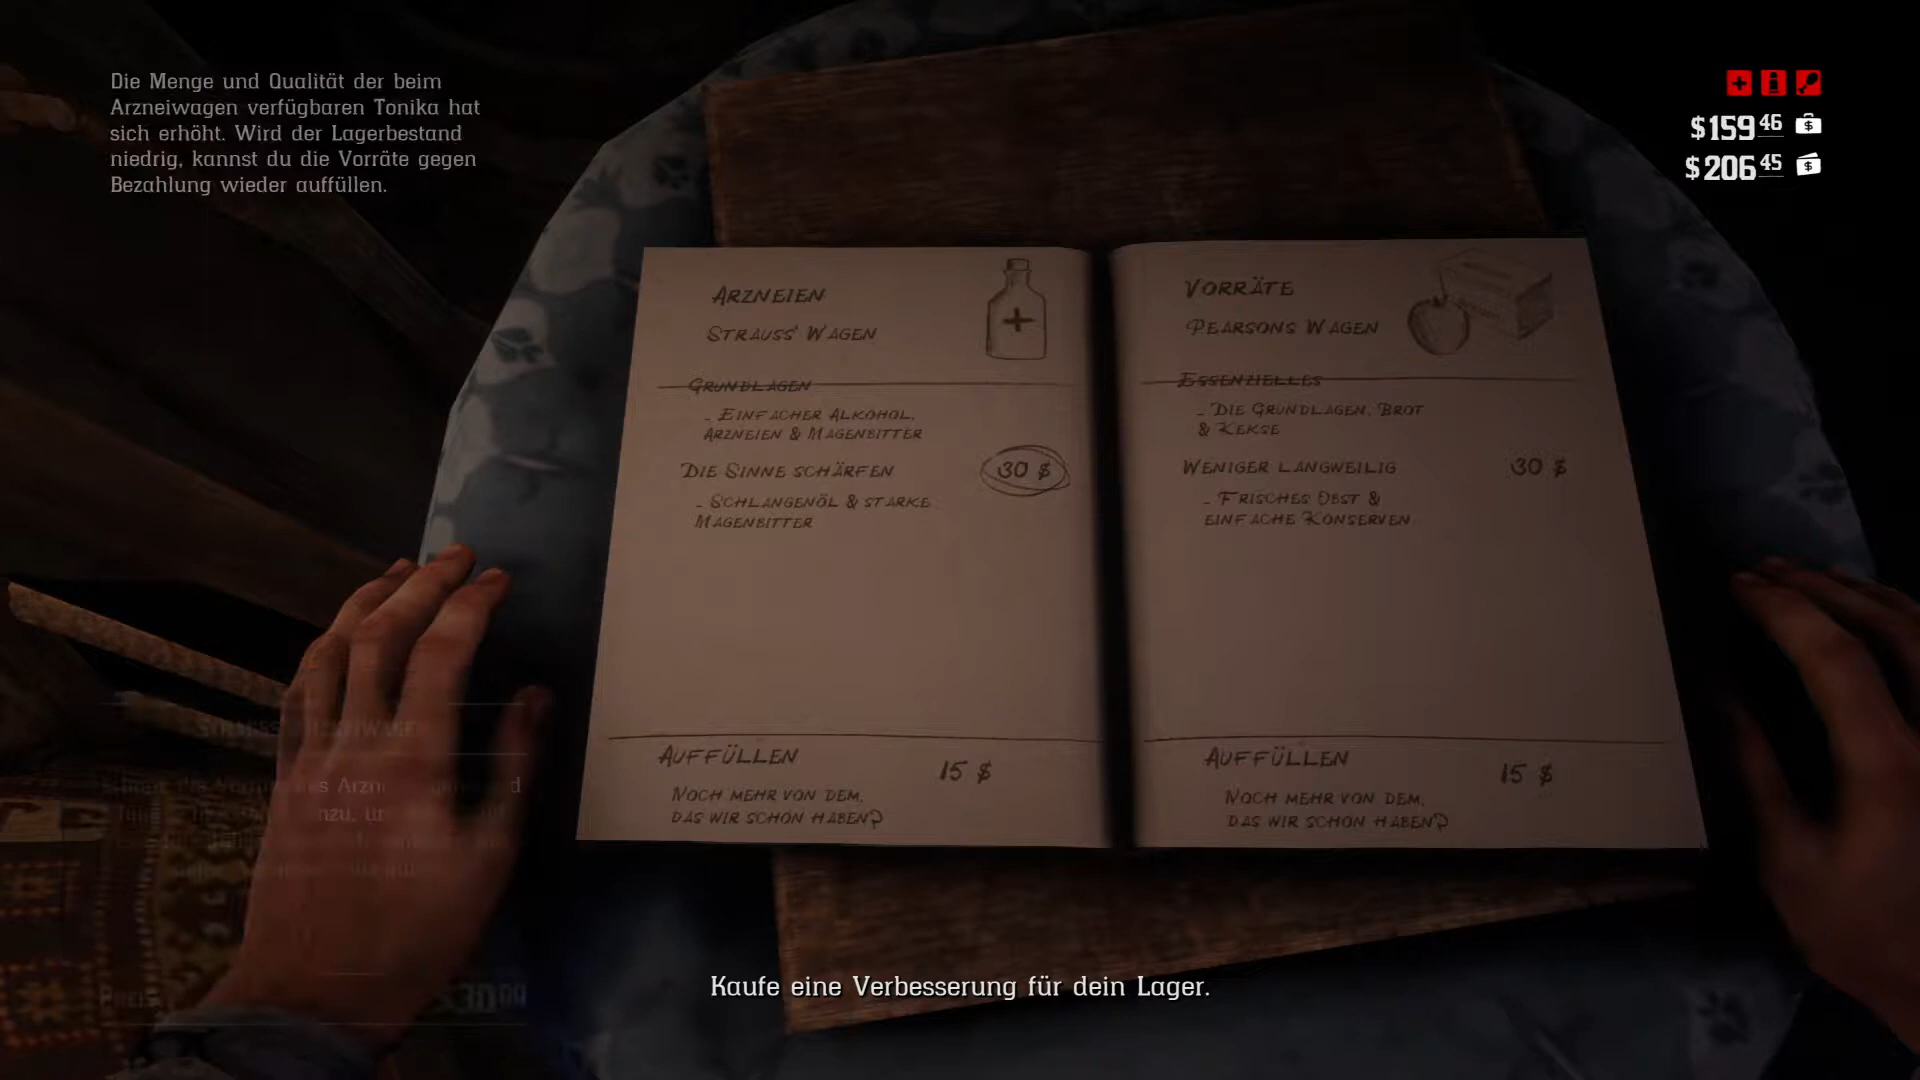 Die Menge und Qualität der beim
Arzneiwagen verfügbaren Tonika hat
sich erhöht. Wird der Lagerbestand
niedrig, kannst du die Vorräte gegen
Bezahlung wieder auffüllen.
$159 46
$206 45
ARZNEIEN
STRAUSS' WAGEN
GRUNDLAGEN
- EINFACHER ALKOHOL,
ARZNEIEN & MAGENBITTER
DIE SINNE SCHÄRFEN 30 $
- SCHLANGENÖL & STARKE
MAGENBITTER
AUFFÜLLEN 15 $
NOCH MEHR VON DEM,
DAS WIR SCHON HABEN?
VORRÄTE
PEARSONS WAGEN
ESSENZIELLES
- DIE GRUNDLAGEN, BROT
& KEKSE
WENIGER LANGWEILIG 30 $
- FRISCHES OBST &
EINFACHE KONSERVEN
AUFFÜLLEN 15 $
NOCH MEHR VON DEM,
DAS WIR SCHON HABEN?
Kaufe eine Verbesserung für dein Lager.